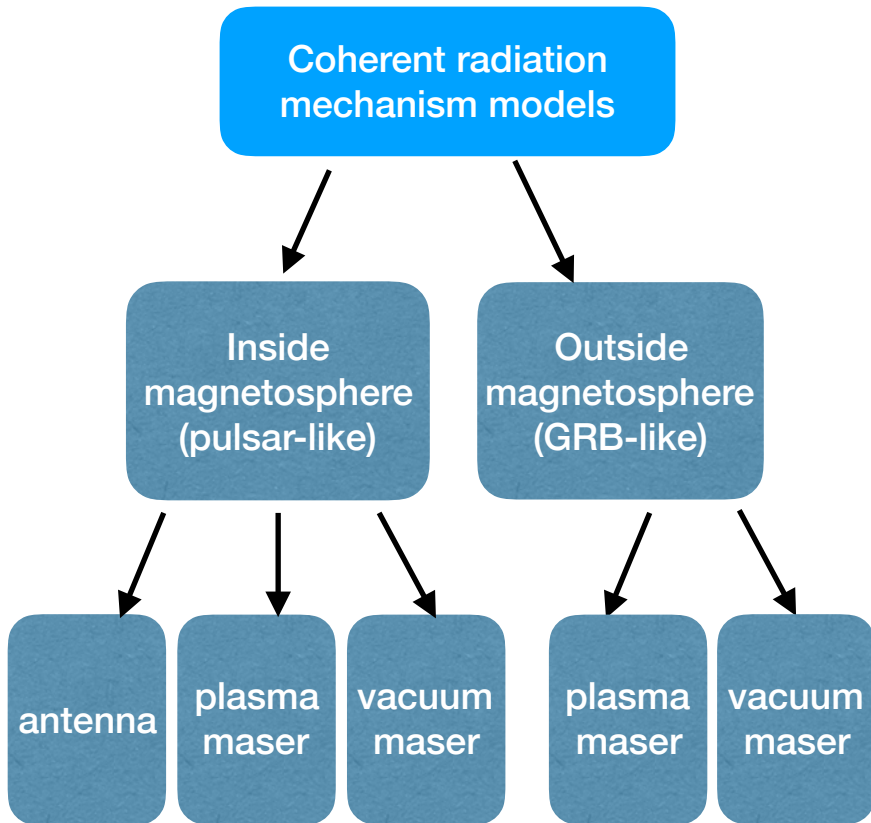 Coherent radiation
mechanism models
Inside
magnetosphere
(pulsar-like)
Outside
magnetosphere
(GRB-like)
antenna
plasma
maser
vacuum
maser
plasma
maser
vacuum
maser